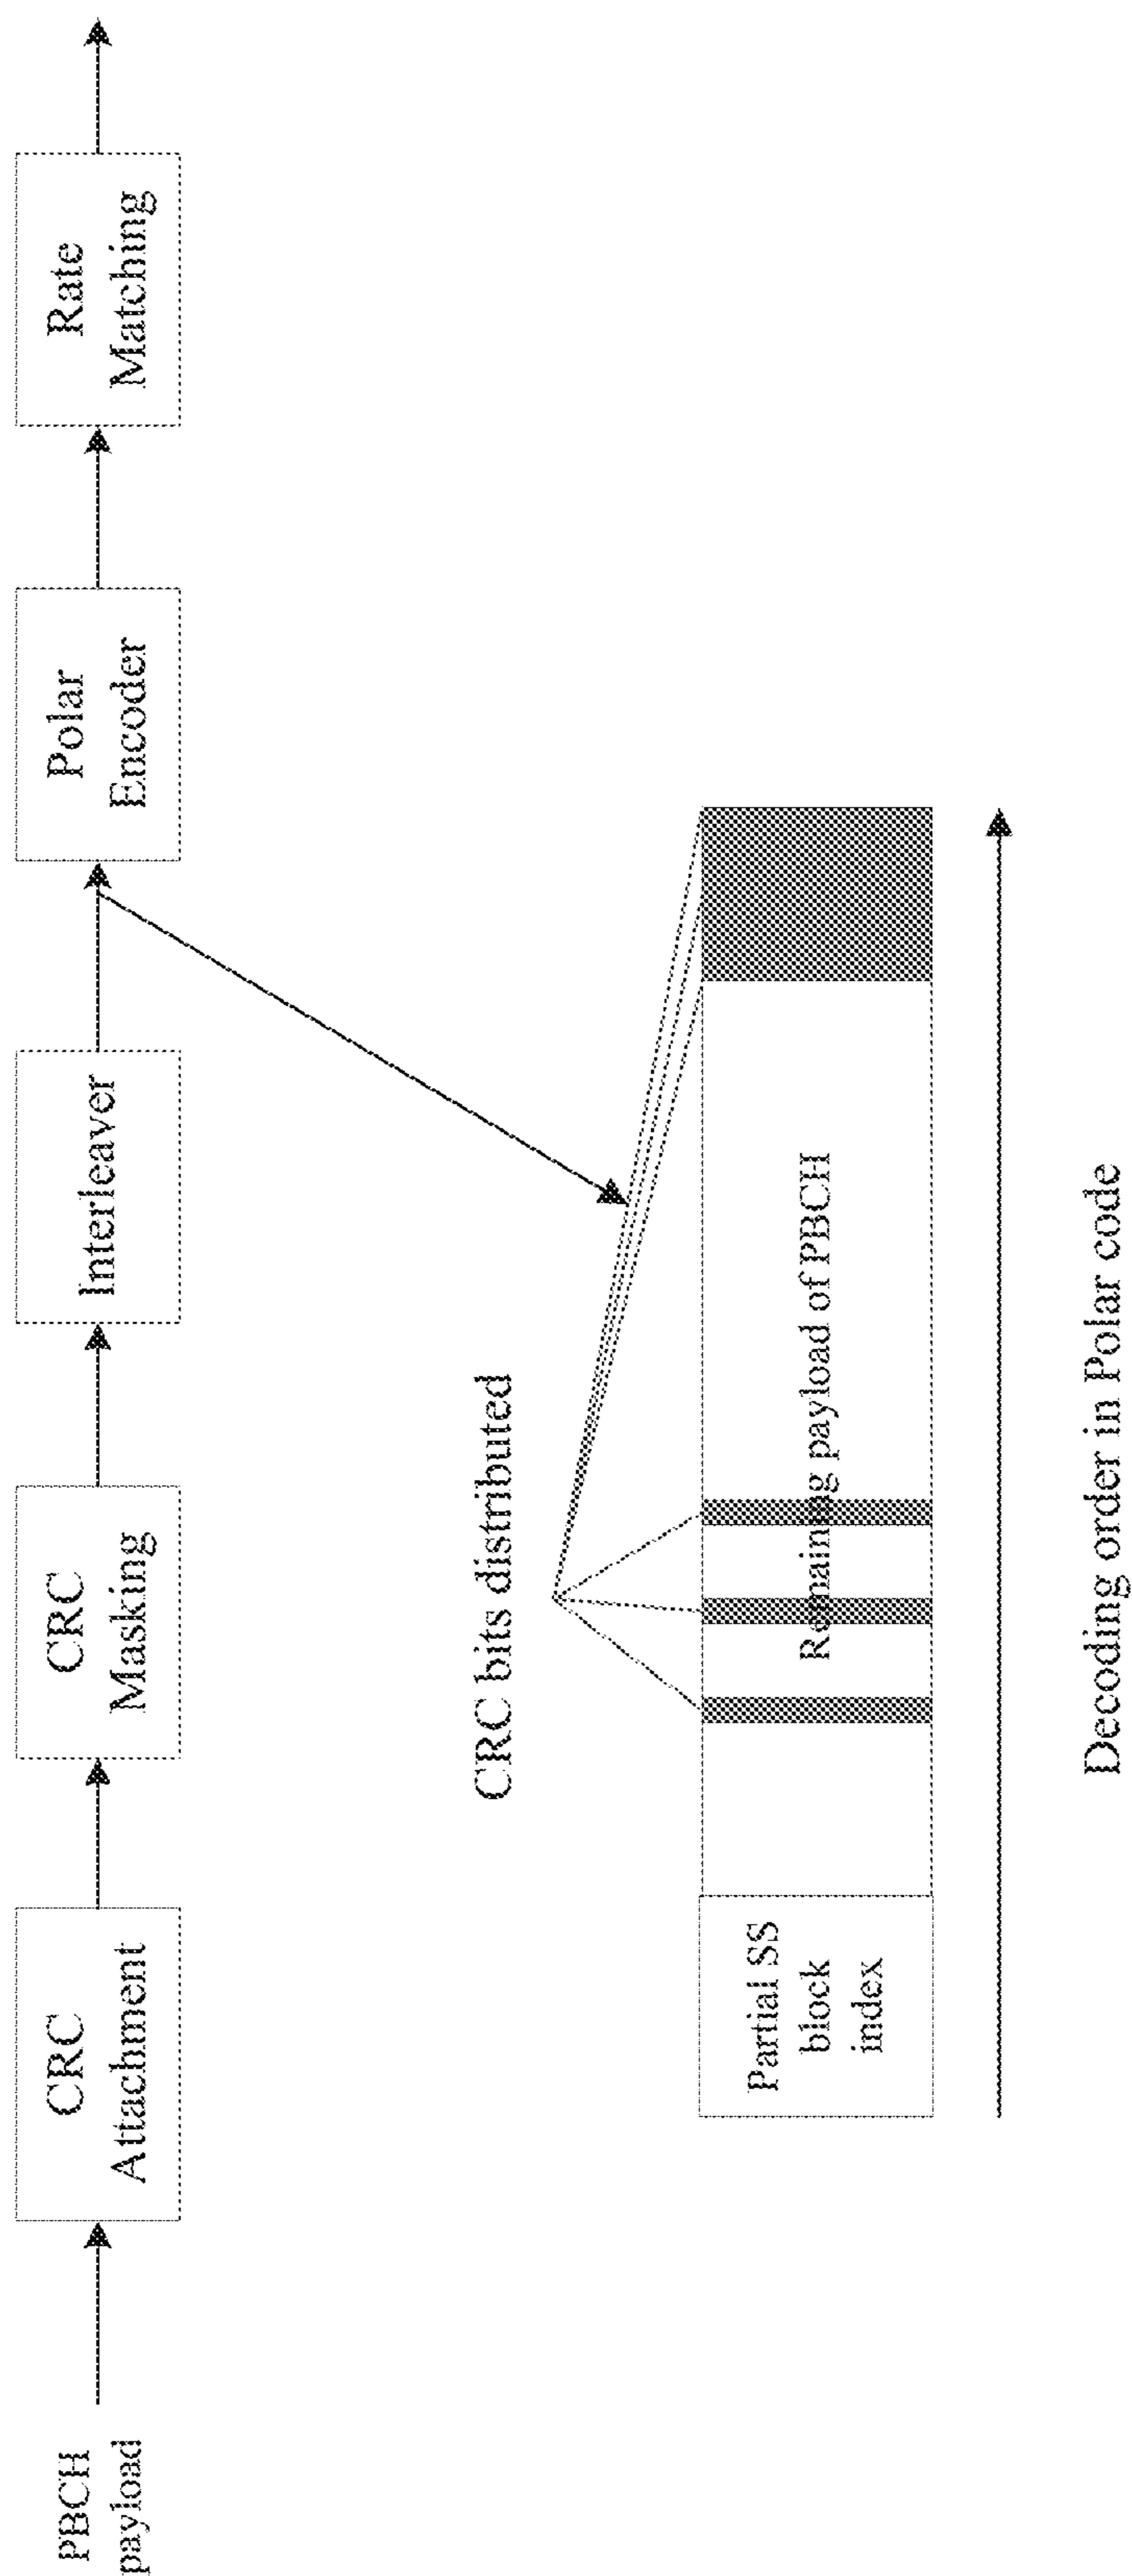 PBCH
payload
CRC
Attachment
CRC
Masking
Interleaver
Polar
Encoder
Rate
Matching
CRC bits distributed
Partial SS
block
index
Remaining payload of PBCH
Decoding order in Polar code